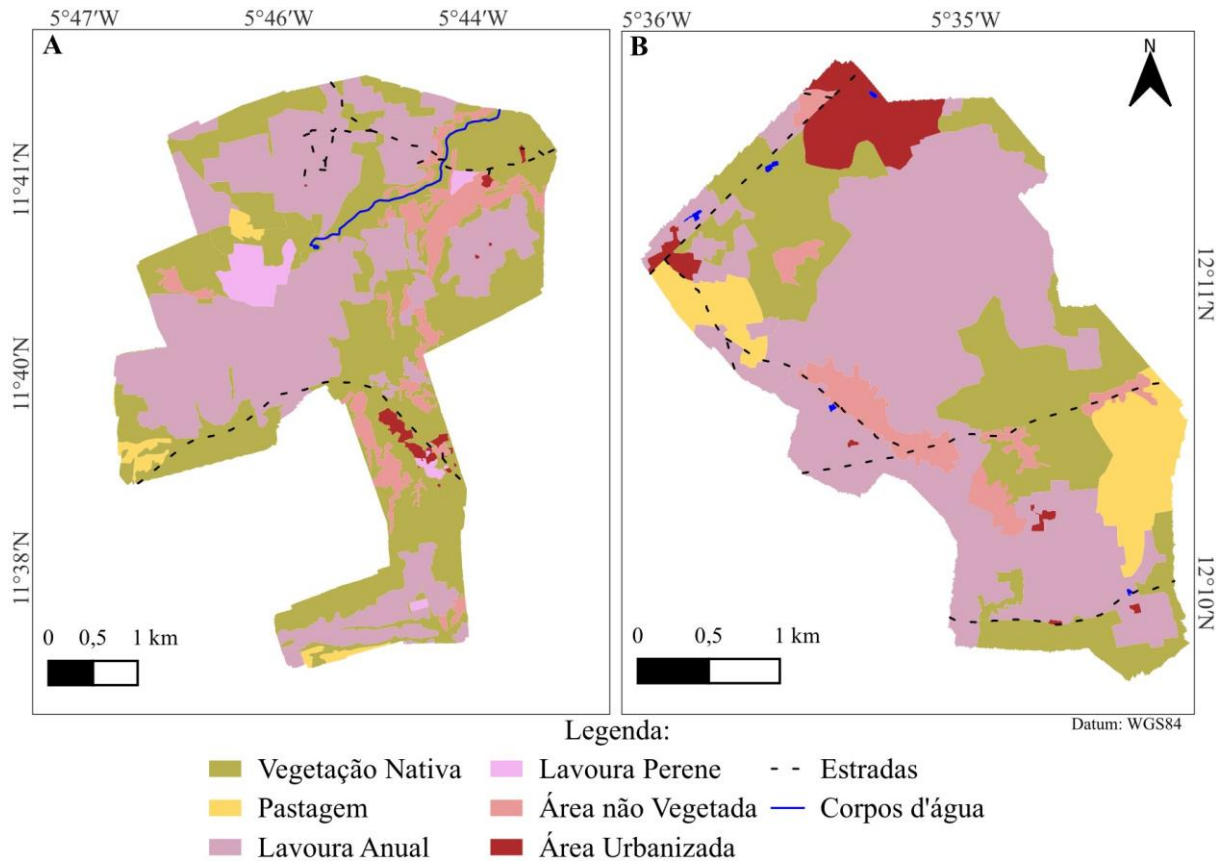 5°47'W 5°46'W 5°44'W 5°36'W 5°35'W
A B N
11°41'N
12°11'N
11°40'N
11°38'N
12°10'N
0 0,5 1 km
0 0,5 1 km
Datum: WGS84
Legenda:
Vegetação Nativa Lavoura Perene Estradas
Pastagem Área não Vegetada Corpos d'água
Lavoura Anual Área Urbanizada